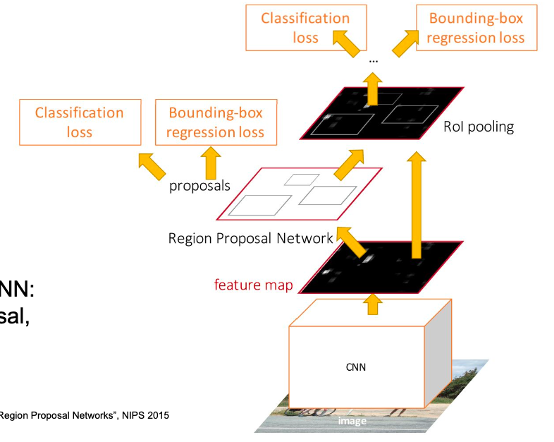 Classification
loss
Bounding-box
regression loss
...
Classification
loss
Bounding-box
regression loss
RoI pooling
proposals
Region Proposal Network
feature map
NN:
sal,
CNN
Region Proposal Networks", NIPS 2015
image